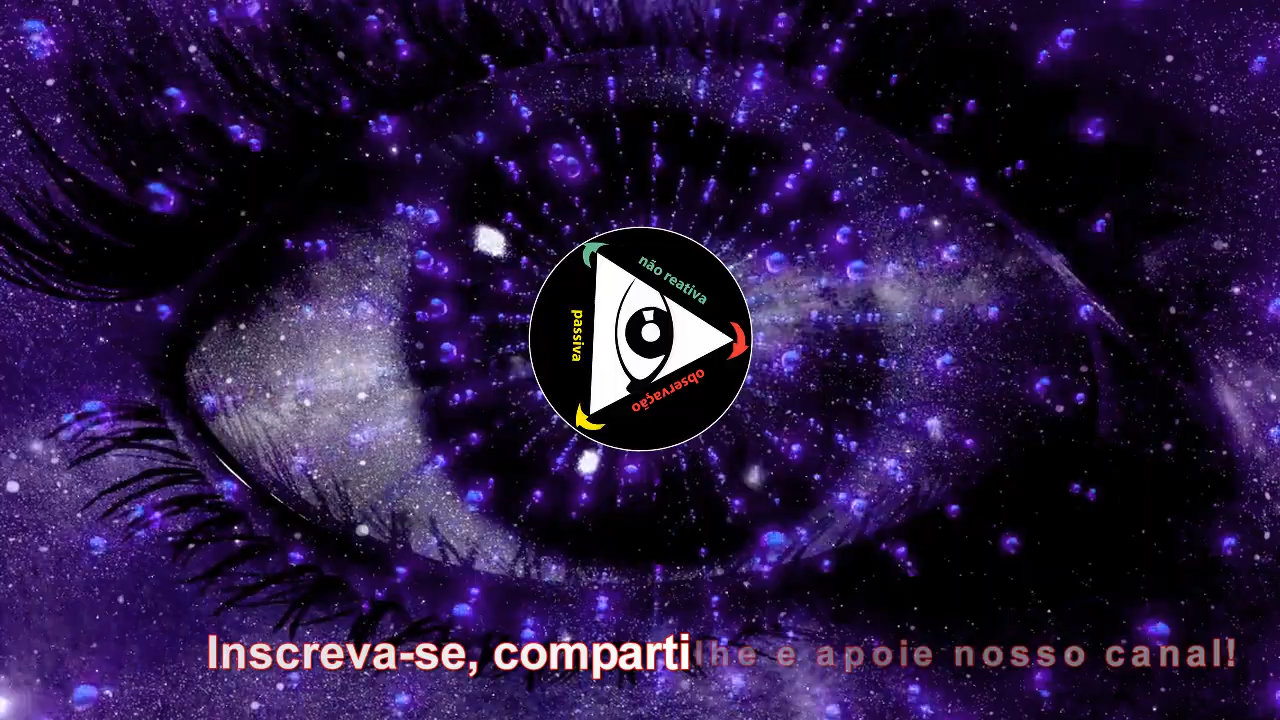 não reativa
passiva
observação
Inscreva-se, compartilhe e apoie nosso canal!